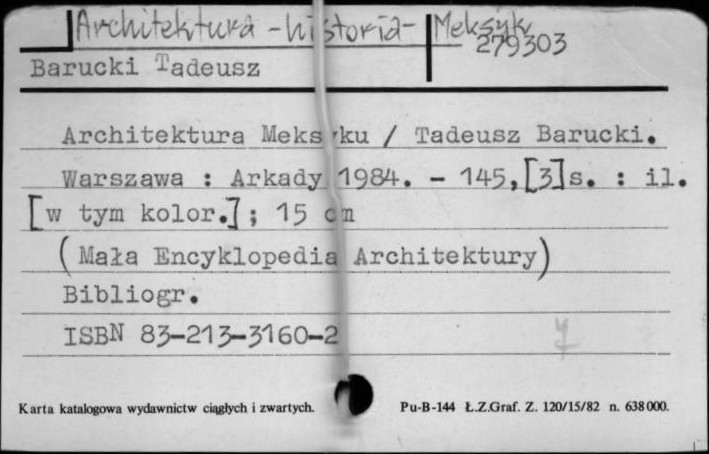 Architektura -historia- Meksyk
279303
Barucki Tadeusz
Architektura Meksyku / Tadeusz Barucki.
Warszawa : Arkady 1984. - 145,[3]s. : il.
[w tym kolor.] ; 15 cm
(Mała Encyklopedia Architektury)
Bibliogr.
ISBN 83-213-3160-2
Karta katalogowa wydawnictw ciągłych i zwartych. Pu-B-144 Ł.Z.Graf. Z. 120/15/82 n. 638000.